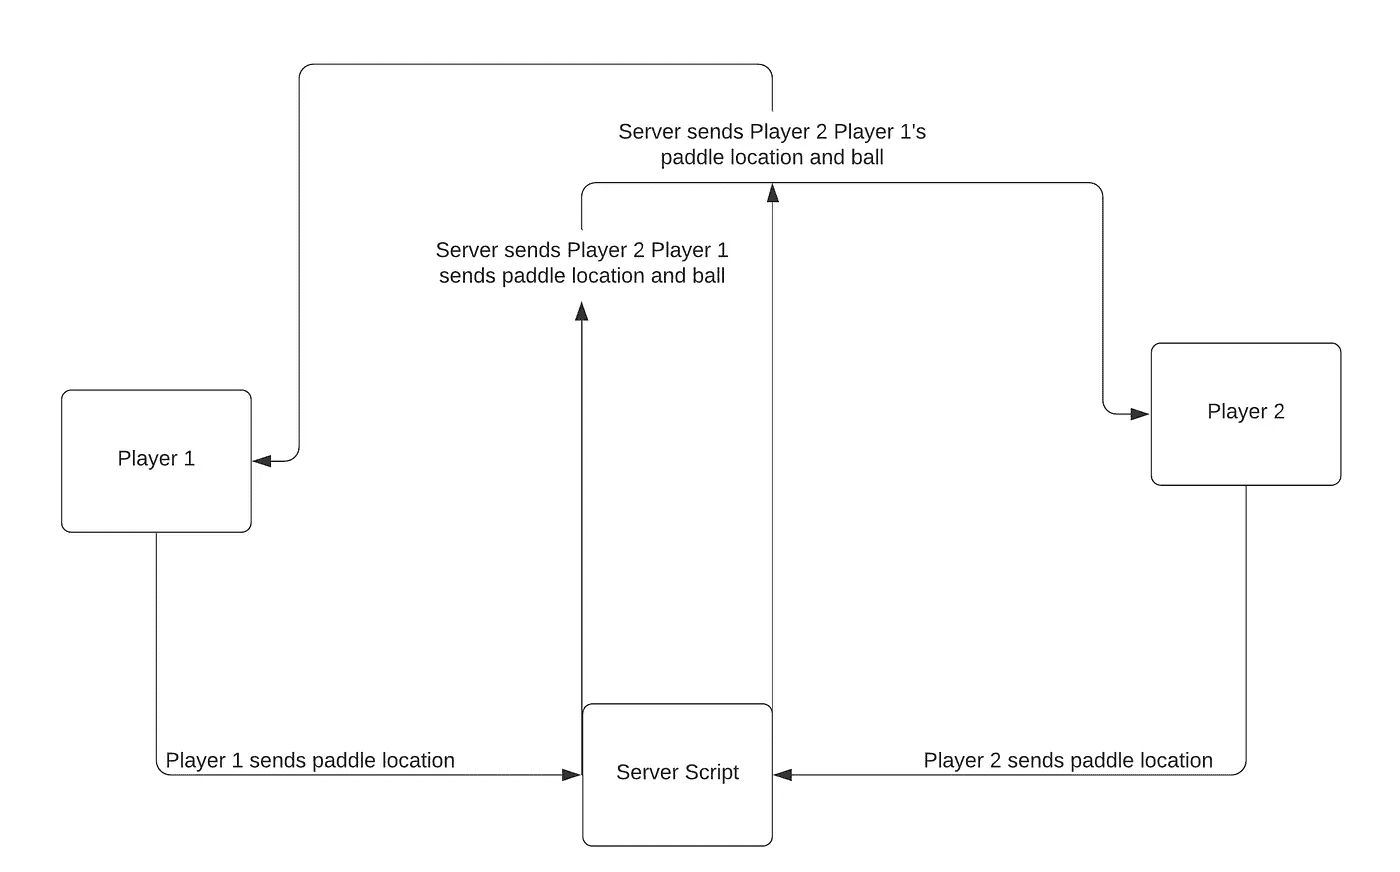 Server sends Player 2 Player 1's
paddle location and ball
Server sends Player 2 Player 1
sends paddle location and ball
Player 2
Player 1
Player 1 sends paddle location
Player 2 sends paddle location
Server Script